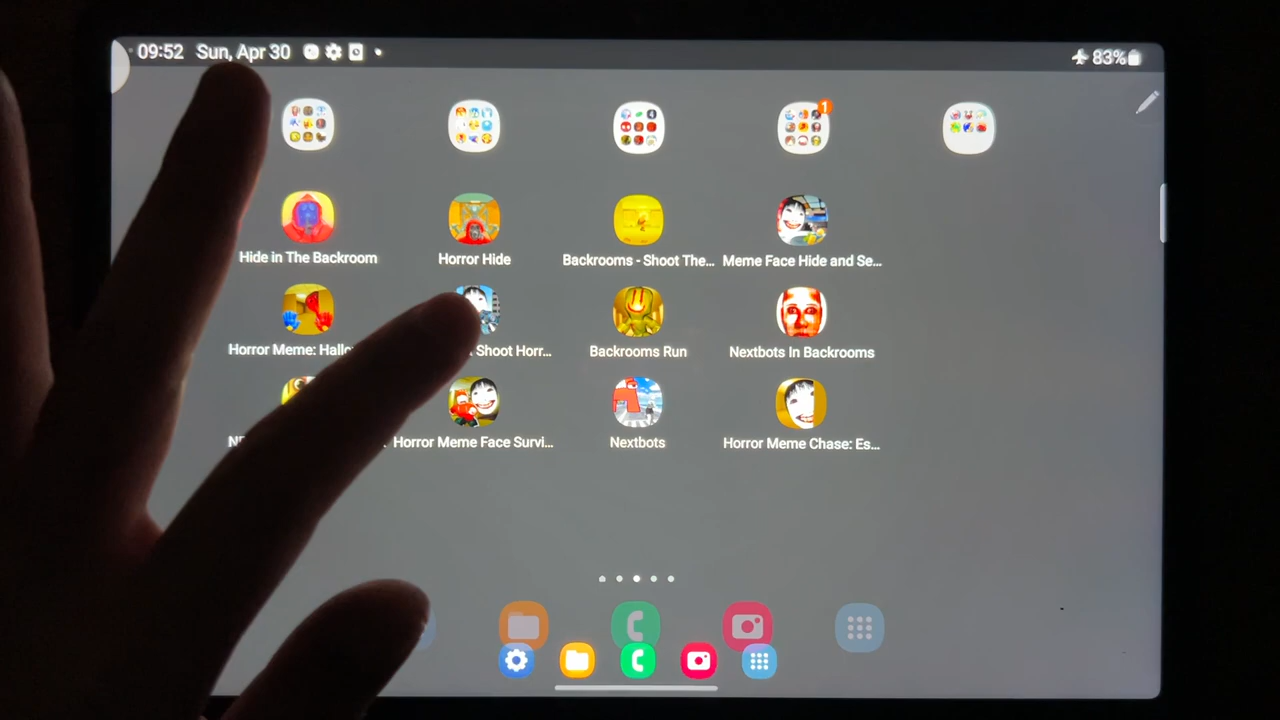 09:52 Sun, Apr 30
83%
1
Hide in The Backroom
Horror Hide
Backrooms - Shoot The...
Meme Face Hide and Se...
Horror Meme:
Shoot Horr...
Backrooms Run
Nextbots In Backrooms
Horror Meme Face Survi...
Nextbots
Horror Meme Chase: Es...